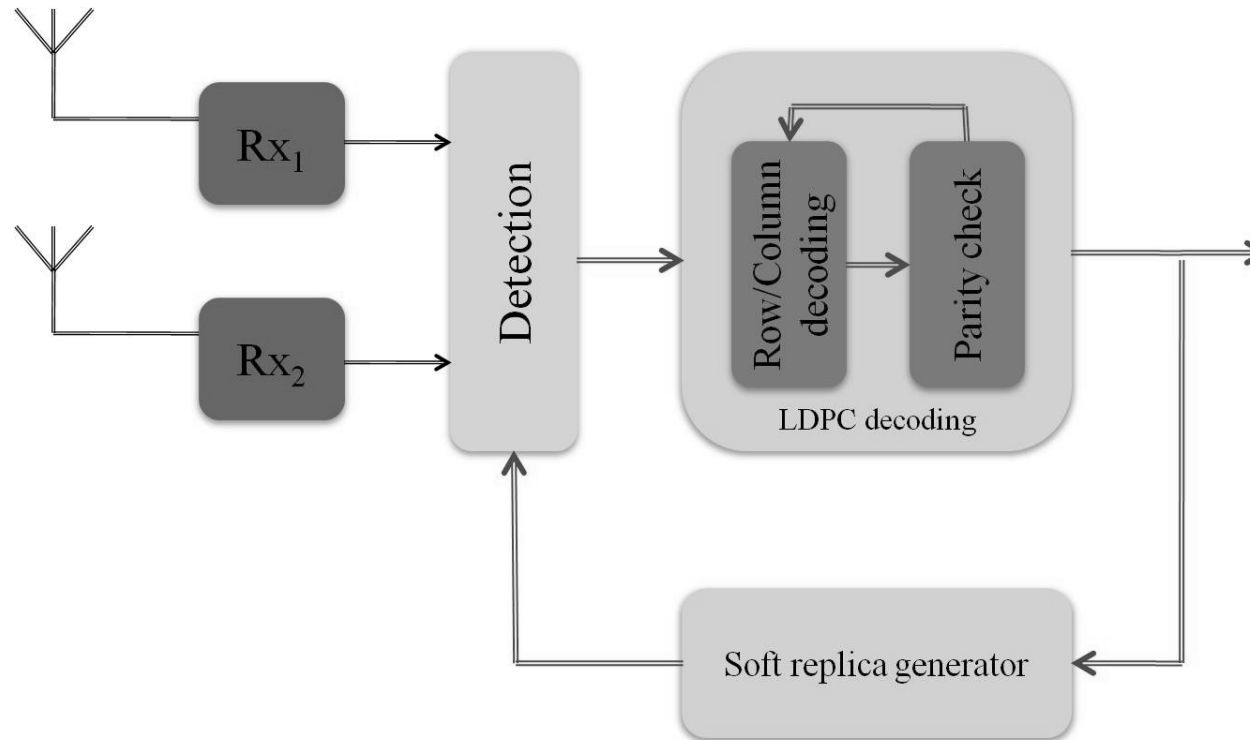 Rx₁
Rx₂
Detection
Row/Column
decoding
Parity check
LDPC decoding
Soft replica generator